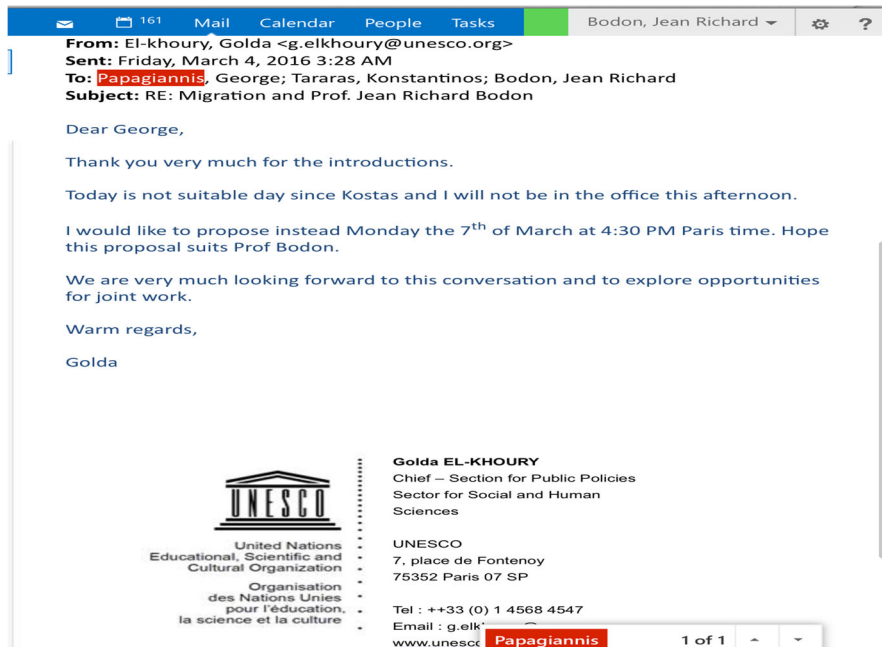 161 Mail Calendar People Tasks Bodon, Jean Richard ?
From: El-khoury, Golda <g.elkhoury@unesco.org>
Sent: Friday, March 4, 2016 3:28 AM
To: Papagiannis, George; Tararas, Konstantinos; Bodon, Jean Richard
Subject: RE: Migration and Prof. Jean Richard Bodon
Dear George,
Thank you very much for the introductions.
Today is not suitable day since Kostas and I will not be in the office this afternoon.
I would like to propose instead Monday the 7th of March at 4:30 PM Paris time. Hope
this proposal suits Prof Bodon.
We are very much looking forward to this conversation and to explore opportunities
for joint work.
Warm regards,
Golda
UNESCO
United Nations
Educational, Scientific and
Cultural Organization
Organisation
des Nations Unies
pour l'éducation,
la science et la culture
Golda EL-KHOURY
Chief – Section for Public Policies
Sector for Social and Human
Sciences
UNESCO
7, place de Fontenoy
75352 Paris 07 SP
Tel : ++33 (0) 1 4568 4547
Email : g.elk
www.unesc
Papagiannis 1 of 1